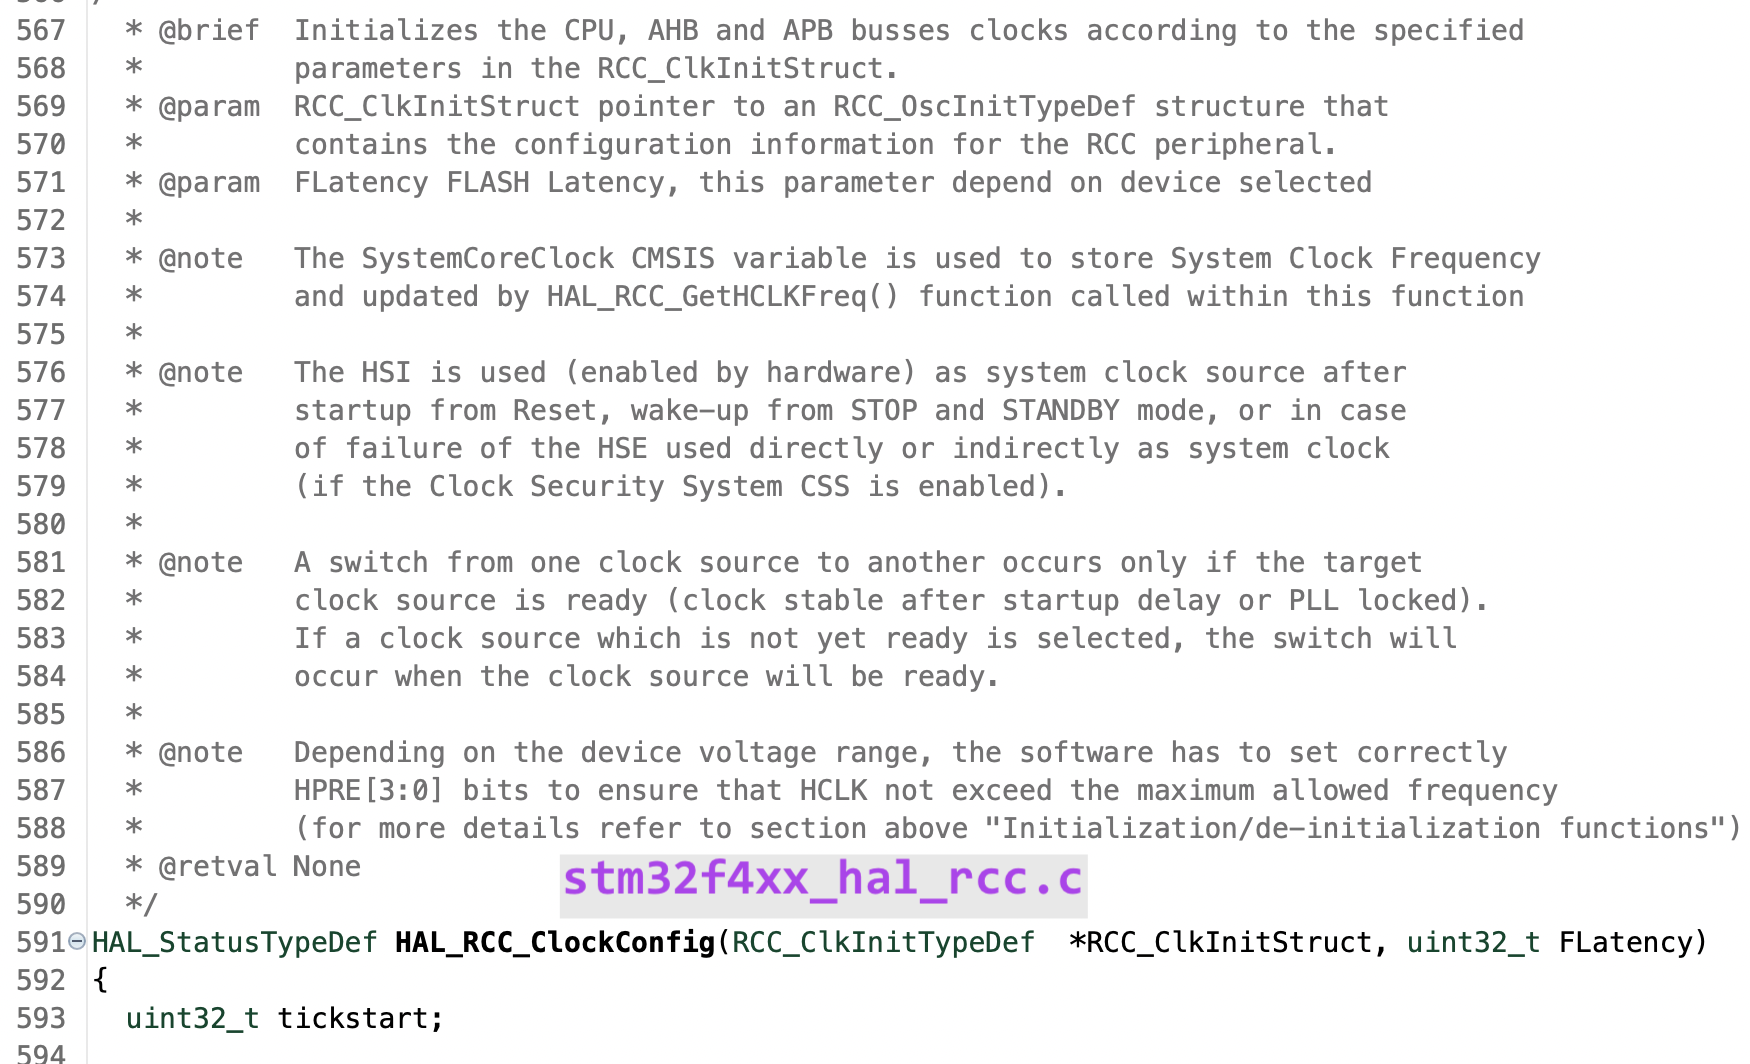 567 * @brief Initializes the CPU, AHB and APB busses clocks according to the specified
568 * parameters in the RCC_ClkInitStruct.
569 * @param RCC_ClkInitStruct pointer to an RCC_OscInitTypeDef structure that
570 * contains the configuration information for the RCC peripheral.
571 * @param FLatency FLASH Latency, this parameter depend on device selected
572 *
573 * @note The SystemCoreClock CMSIS variable is used to store System Clock Frequency
574 * and updated by HAL_RCC_GetHCLKFreq() function called within this function
575 *
576 * @note The HSI is used (enabled by hardware) as system clock source after
577 * startup from Reset, wake-up from STOP and STANDBY mode, or in case
578 * of failure of the HSE used directly or indirectly as system clock
579 * (if the Clock Security System CSS is enabled).
580 *
581 * @note A switch from one clock source to another occurs only if the target
582 * clock source is ready (clock stable after startup delay or PLL locked).
583 * If a clock source which is not yet ready is selected, the switch will
584 * occur when the clock source will be ready.
585 *
586 * @note Depending on the device voltage range, the software has to set correctly
587 * HPRE[3:0] bits to ensure that HCLK not exceed the maximum allowed frequency
588 * (for more details refer to section above "Initialization/de-initialization functions")
589 * @retval None
stm32f4xx_hal_rcc.c
590 */
591 HAL_StatusTypeDef HAL_RCC_ClockConfig(RCC_ClkInitTypeDef *RCC_ClkInitStruct, uint32_t FLatency)
592 {
593 uint32_t tickstart;
594